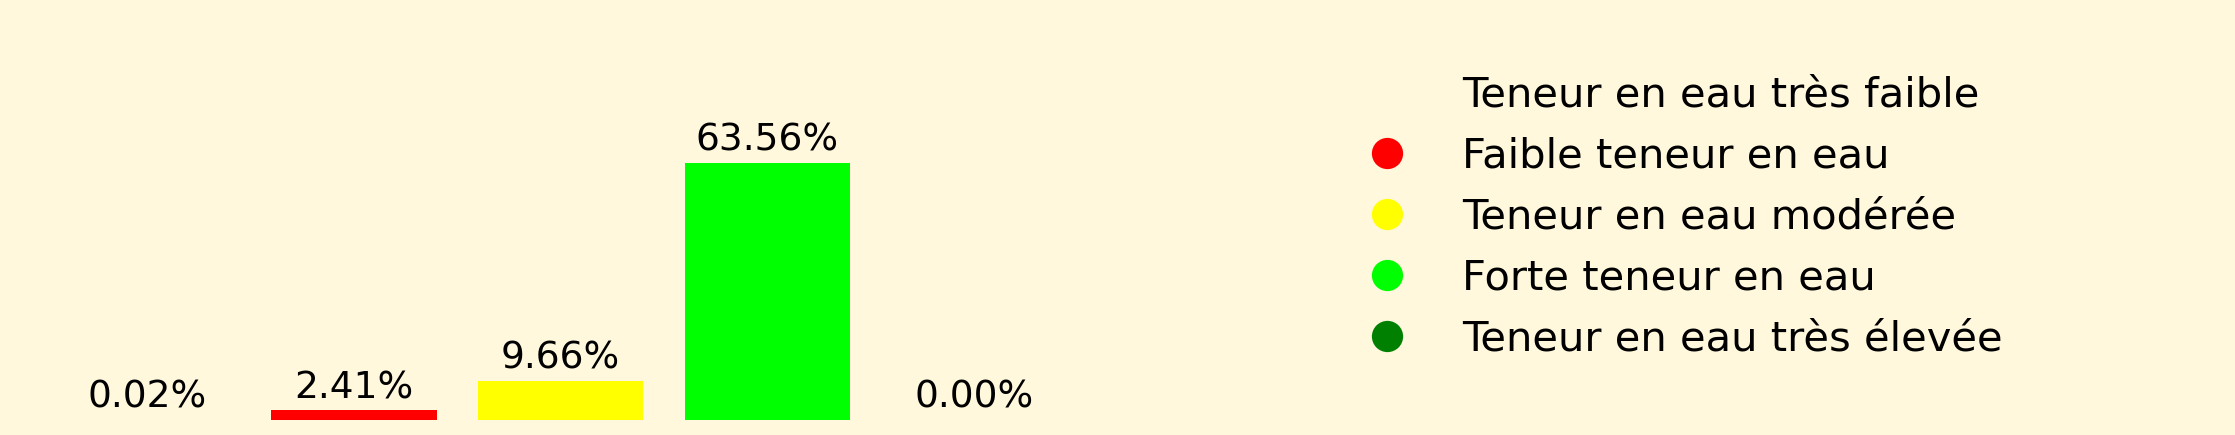 0.02%
2.41%
9.66%
63.56%
0.00%
Teneur en eau très faible
Faible teneur en eau
Teneur en eau modérée
Forte teneur en eau
Teneur en eau très élevée